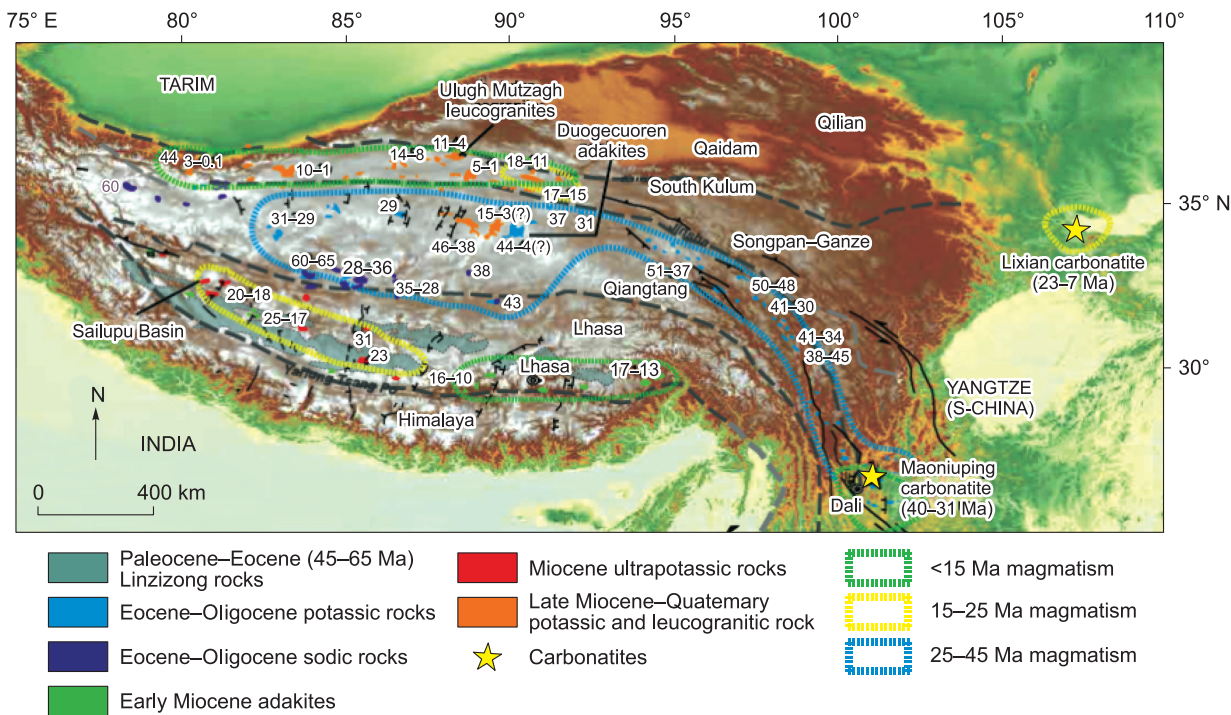 75° E
80°
85°
90°
95°
100°
105°
110°
TARIM
Ulugh Mutzagh
leucogranites
Duogecuoren
adakites
Qilian
Qaidam
South Kulum
11–4
14–8
18–11
5–1
44
3–0.1
10–1
60
17–15
35° N
31–29
29
15–3(?)
37
31
46–38
44–4(?)
Songpan–Ganze
Lixian carbonatite
(23–7 Ma)
60–65
28–36
38
51–37
50–48
Qiangtang
35–28
43
41–30
20–18
25–17
Sailupu Basin
Lhasa
41–34
38–45
31
23
16–10
Lhasa
17–13
30°
YANGTZE
(S-CHINA)
Himalaya
N
INDIA
Maoniuping
carbonatite
(40–31 Ma)
Dali
0 400 km
Paleocene–Eocene (45–65 Ma)
Linzizong rocks
Eocene–Oligocene potassic rocks
Eocene–Oligocene sodic rocks
Early Miocene adakites
Miocene ultrapotassic rocks
Late Miocene–Quatemary
potassic and leucogranitic rock
Carbonatites
<15 Ma magmatism
15–25 Ma magmatism
25–45 Ma magmatism